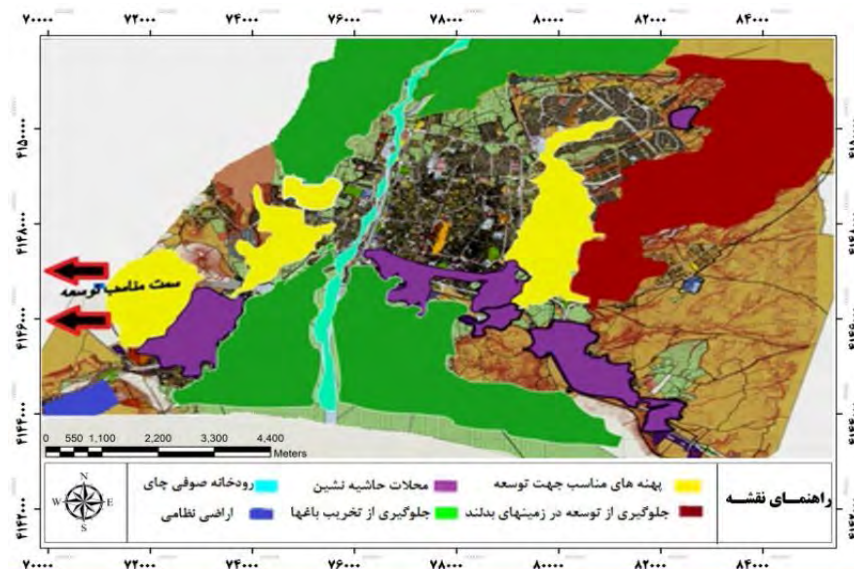 ۷۰۰۰۰ ۷۲۰۰۰ ۷۴۰۰۰ ۷۶۰۰۰ ۷۸۰۰۰ ۸۰۰۰۰ ۸۲۰۰۰ ۸۴۰۰۰
۴۱۵۰۰۰۰
۴۱۴۸۰۰۰
۴۱۴۶۰۰۰
۴۱۴۴۰۰۰
۴۱۴۲۰۰۰
سمت مناسب توسعه
0 550 1,100 2,200 3,300 4,400
Meters
راهنمـای نقشـــه
پهنه های مناسب جهت توسعه
محلات حاشیه نشین
رودخانه صوفی چای
جلوگیری از توسعه در زمینهای بدلند
جلوگیری از تخریب باغها
اراضی نظامی
N
W E
S
۷۰۰۰۰ ۷۲۰۰۰ ۷۴۰۰۰ ۷۶۰۰۰ ۷۸۰۰۰ ۸۰۰۰۰ ۸۲۰۰۰ ۸۴۰۰۰